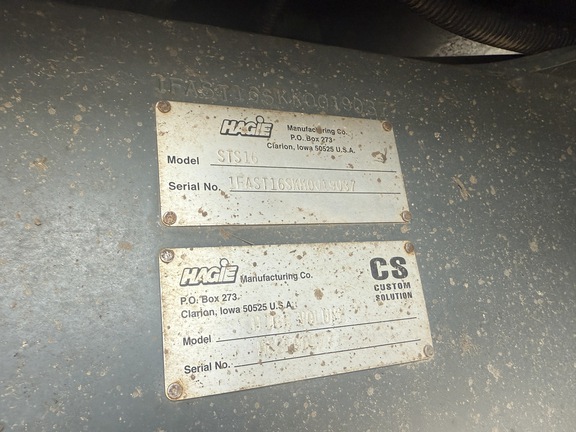 HAGIE Manufacturing Co.
P.O. Box 273
Clarion, Iowa 50525 U.S.A.
Model STS16
Serial No.
HAGIE Manufacturing Co.
P.O. Box 273
Clarion, Iowa 50525 U.S.A.
CS
CUSTOM
SOLUTION
Model
Serial No.